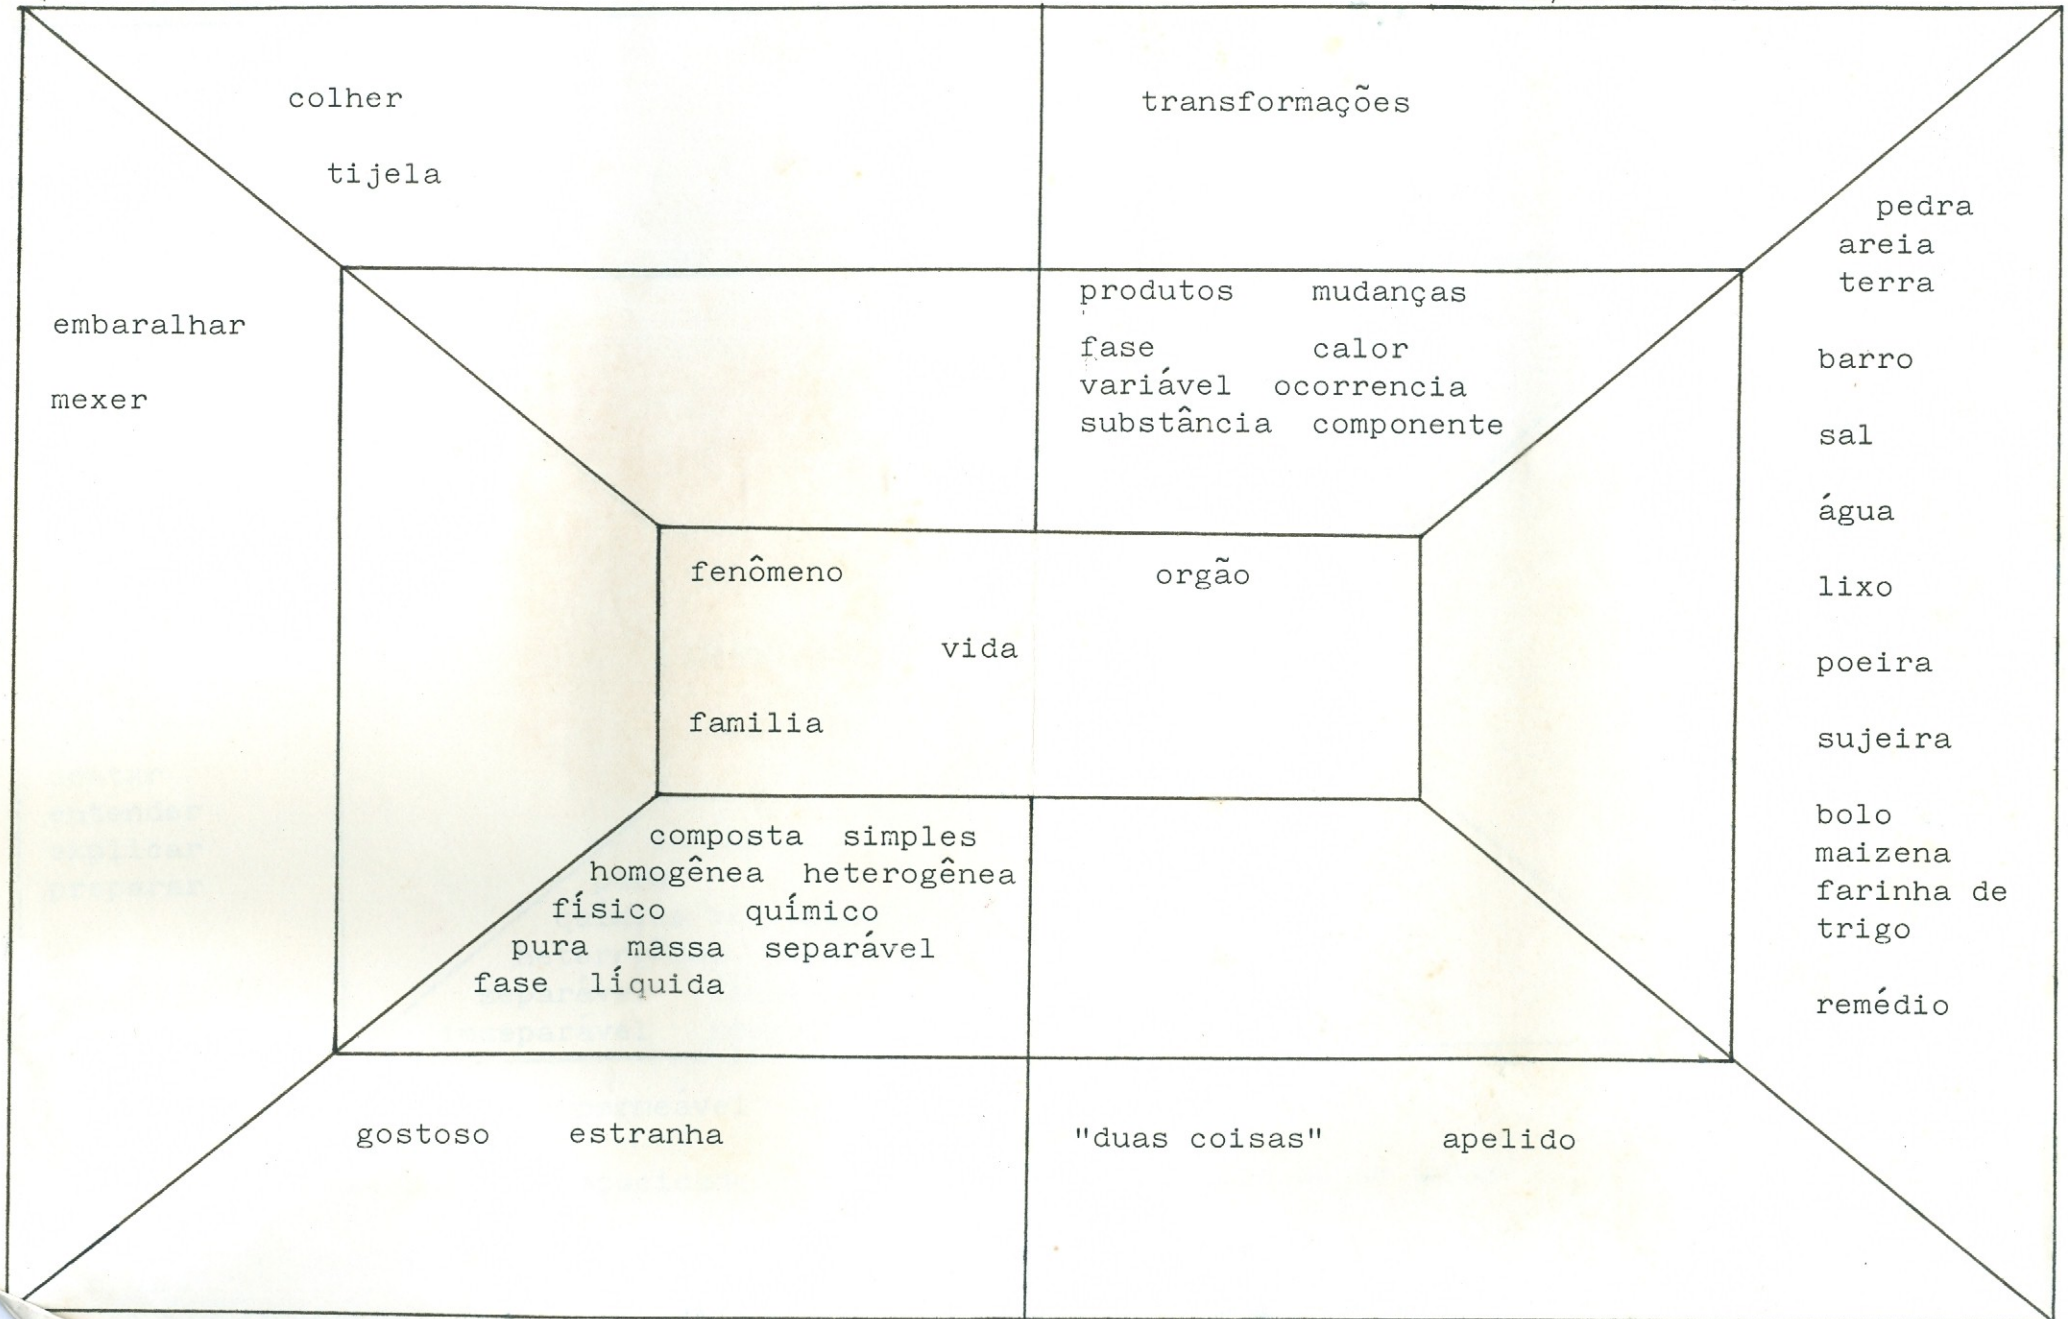 colher
tijela
transformações
embaralhar
mexer
produtos mudanças
fase calor
variável ocorrencia
substância componente
pedra
areia
terra
barro
sal
água
lixo
poeira
sujeira
bolo
maizena
farinha de
trigo
remédio
fenômeno orgão
vida
familia
composta simples
homogênea heterogênea
físico químico
pura massa separável
fase líquida
gostoso estranha
"duas coisas" apelido